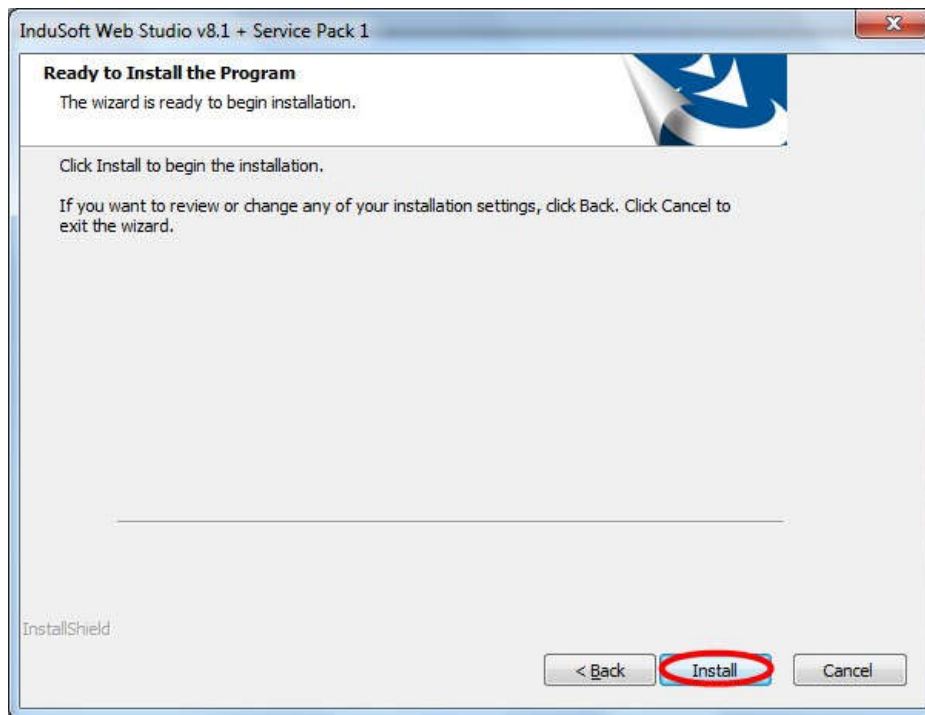 InduSoft Web Studio v8.1 + Service Pack 1
Ready to Install the Program
The wizard is ready to begin installation.
Click Install to begin the installation.
If you want to review or change any of your installation settings, click Back. Click Cancel to
exit the wizard.
InstallShield
< Back Install Cancel